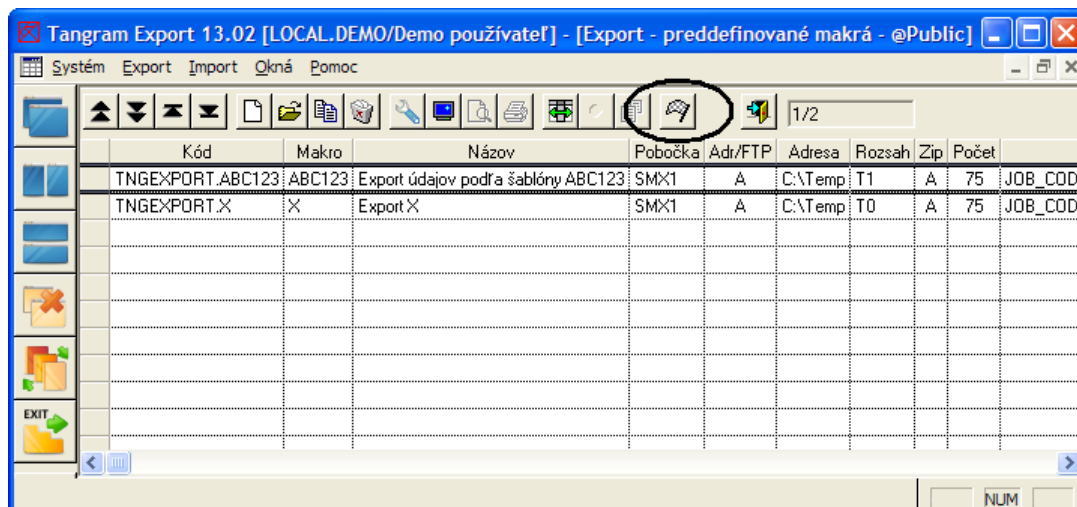 Tangram Export 13.02 [LOCAL.DEMO/Demo používateľ] - [Export - preddefinované makrá - @Public]
Systém Export Import Okná Pomoc
1/2
Kód Makro Názov Pobočka Adr/FTP Adresa Rozsah Zip Počet
TNGEXPORT.ABC123 ABC123 Export údajov podľa šablóny ABC123 SMX1 A C:\Temp T1 A 75 JOB_COD
TNGEXPORT.X X Export X SMX1 A C:\Temp T0 A 75 JOB_COD
EXIT
NUM